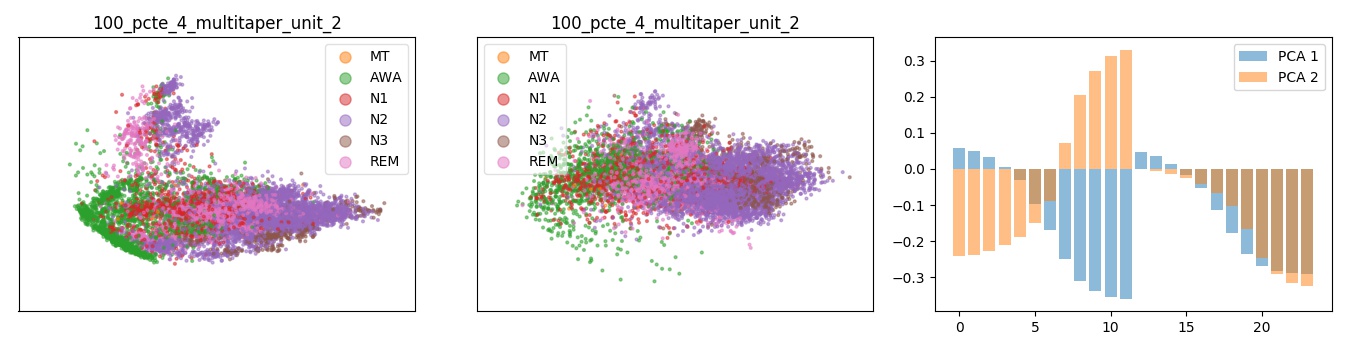 100_pcte_4_multitaper_unit_2
MT
AWA
N1
N2
N3
REM
100_pcte_4_multitaper_unit_2
MT
AWA
N1
N2
N3
REM
PCA 1
PCA 2
0.3
0.2
0.1
0.0
−0.1
−0.2
−0.3
0 5 10 15 20